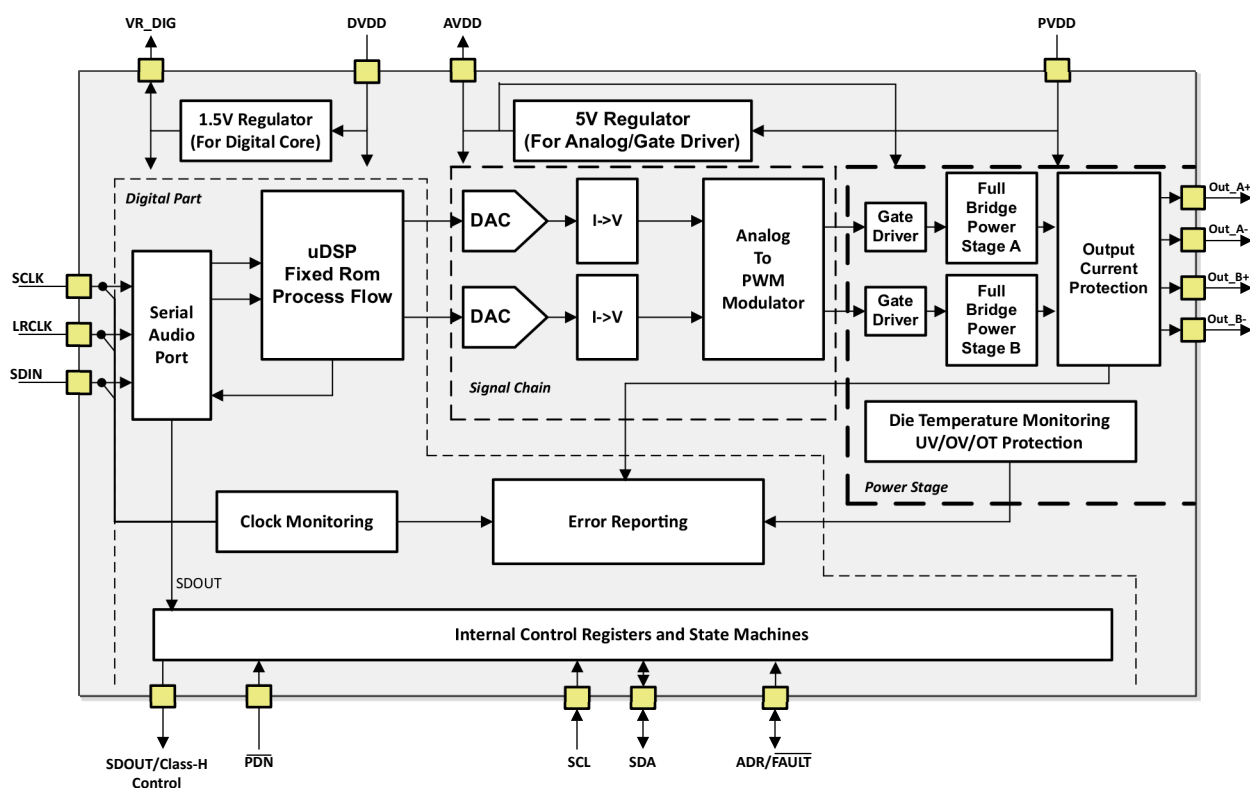 VR_DIG
DVDD
AVDD
PVDD
1.5V Regulator
(For Digital Core)
5V Regulator
(For Analog/Gate Driver)
Digital Part
SCLK
LRCLK
SDIN
Serial
Audio
Port
uDSP
Fixed Rom
Process Flow
DAC
I->V
DAC
I->V
Analog
To
PWM
Modulator
Signal Chain
Gate
Driver
Full
Bridge
Power
Stage A
Gate
Driver
Full
Bridge
Power
Stage B
Output
Current
Protection
Out_A+
Out_A-
Out_B+
Out_B-
Die Temperature Monitoring
UV/OV/OT Protection
Power Stage
Clock Monitoring
Error Reporting
SDOUT
Internal Control Registers and State Machines
SDOUT/Class-H
Control
PDN
SCL
SDA
ADR/FAULT